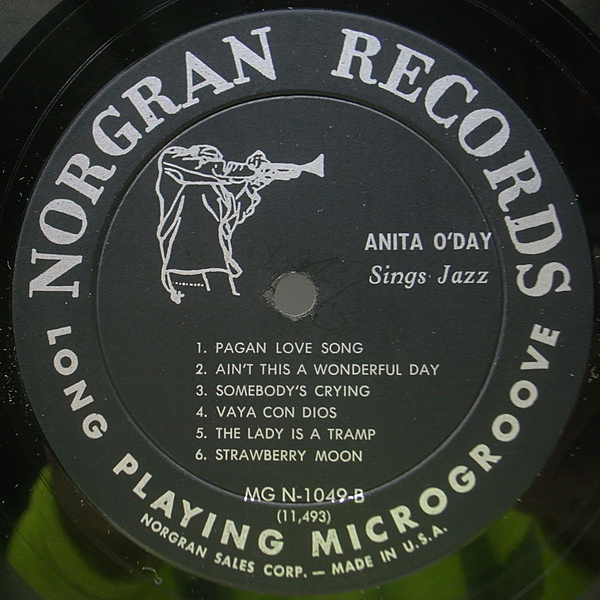 NORGRAN RECORDS
ANITA O'DAY
Sings Jazz
1. PAGAN LOVE SONG
2. AIN'T THIS A WONDERFUL DAY
3. SOMEBODY'S CRYING
4. VAYA CON DIOS
5. THE LADY IS A TRAMP
6. STRAWBERRY MOON
MG N-1049-B
(11,493)
LONG PLAYING MICROGROOVE
NORGRAN SALES CORP. — MADE IN U.S.A.